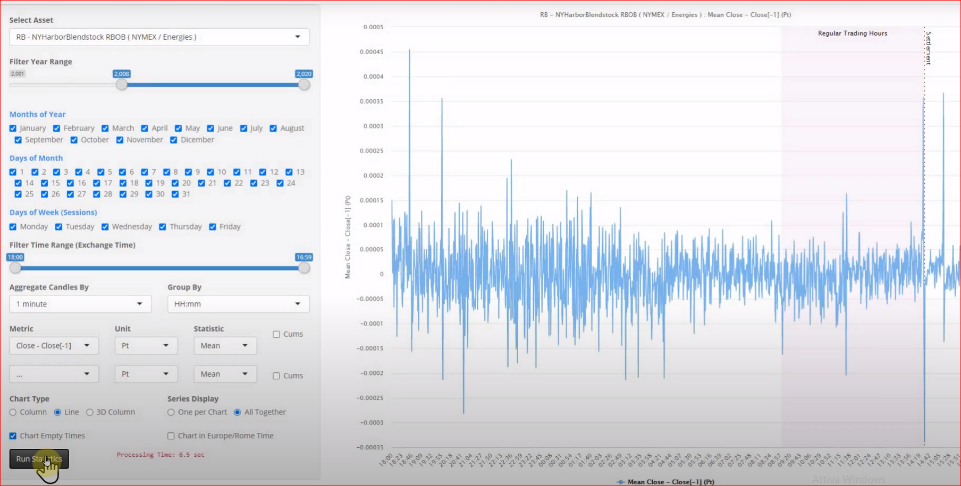 Select Asset
RB - NYHarborBlendstock RBOB ( NYMEX / Energies )
Filter Year Range
2,001 2,008 2,020
Months of Year
January February March April May June July August
September October November Dicember
Days of Month
1 2 3 4 5 6 7 8 9 10 11 12 13
14 15 16 17 18 19 20 21 22 23 24
25 26 27 28 29 30 31
Days of Week (Sessions)
Monday Tuesday Wednesday Thursday Friday
Filter Time Range (Exchange Time)
18:00 16:59
Aggregate Candles By Group By
1 minute HH:mm
Metric Unit Statistic
Close - Close[-1] Pt Mean Cums
... Pt Mean Cums
Chart Type Series Display
Column Line 3D Column One per Chart All Together
Chart Empty Times Chart in Europe/Rome Time
Run Statistics Processing Time: 6.5 sec
RB - NYHarborBlendstock RBOB ( NYMEX / Energies ) : Mean Close - Close[-1] (Pt)
Regular Trading Hours
Settlement
Mean Close - Close[-1] (Pt)
0.0005
0.00045
0.0004
0.00035
0.0003
0.00025
0.0002
0.00015
0.0001
0.00005
0
-0.00005
-0.0001
-0.00015
-0.0002
-0.00025
-0.0003
-0.00035
Mean Close - Close[-1] (Pt)
Attiva Windows